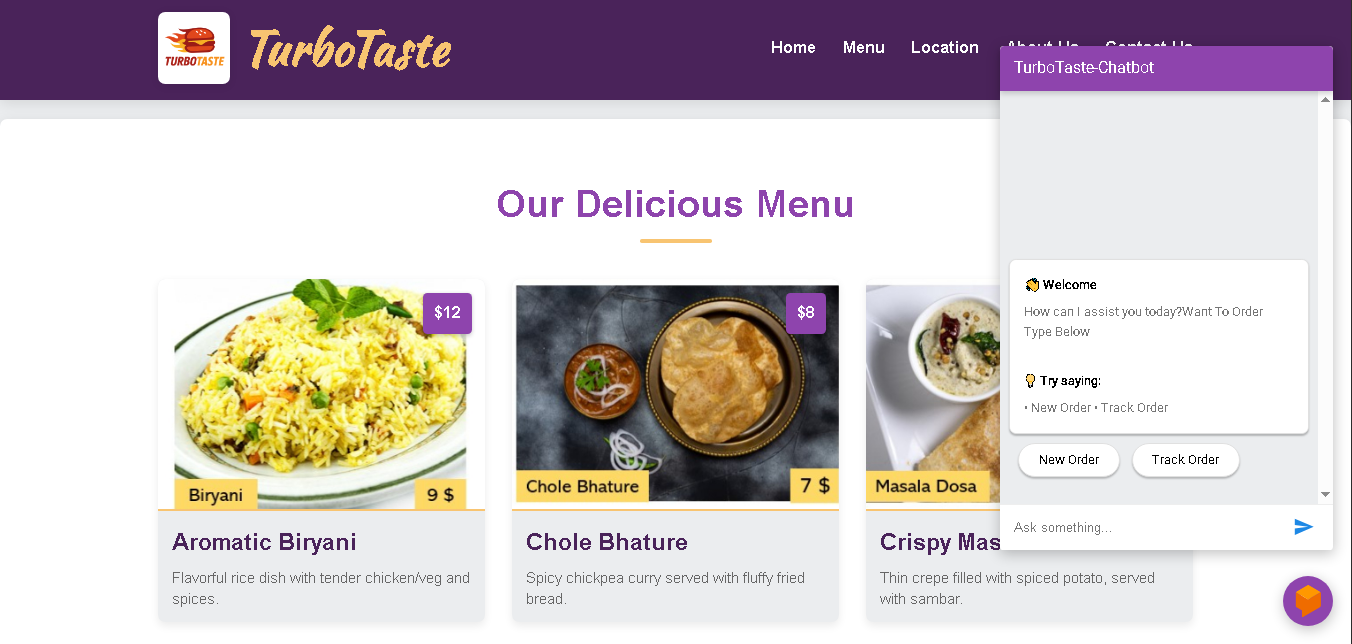 TURBOTASTE
TurboTaste
Home Menu Location About Us Contact Us
TurboTaste-Chatbot
Our Delicious Menu
$12
Biryani
9 $
Aromatic Biryani
Flavorful rice dish with tender chicken/veg and
spices.
$8
Chole Bhature
7 $
Chole Bhature
Spicy chickpea curry served with fluffy fried
bread.
Masala Dosa
Crispy Mas
Thin crepe filled with spiced potato, served
with sambar.
👋 Welcome
How can I assist you today?Want To Order
Type Below
💡 Try saying:
• New Order • Track Order
New Order
Track Order
Ask something...